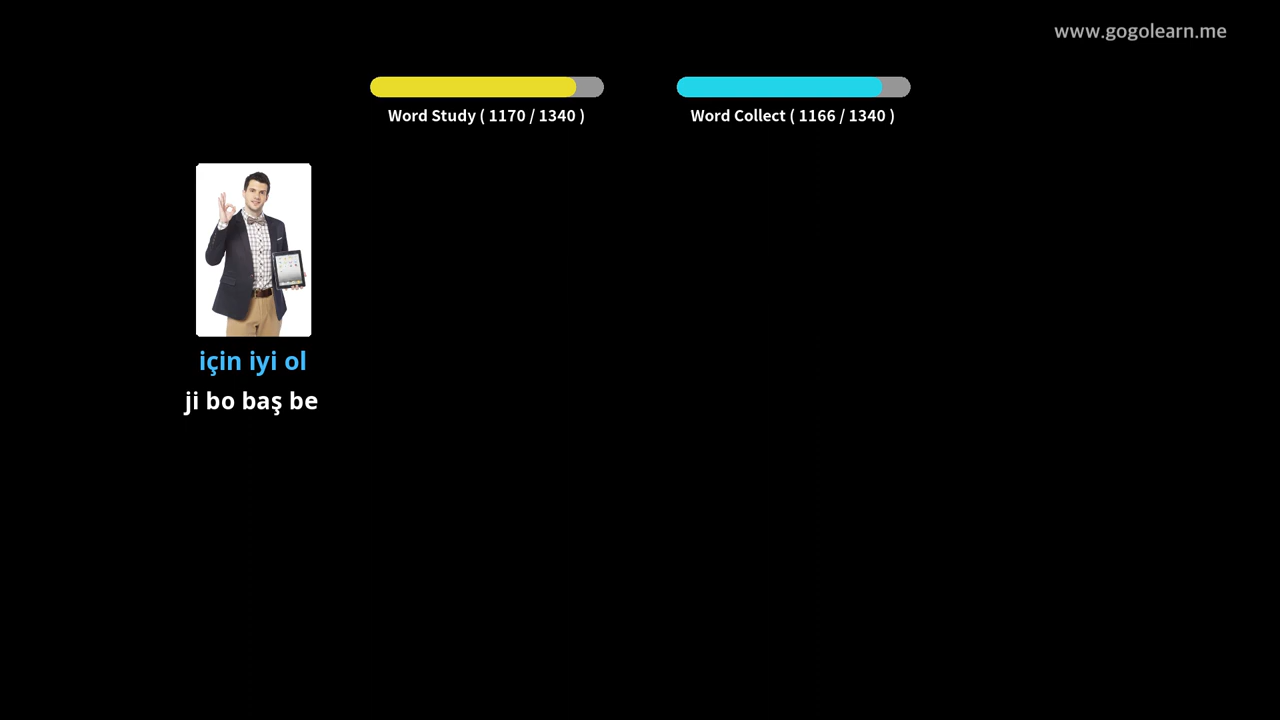 www.gogolearn.me
Word Study ( 1170 / 1340 )
Word Collect ( 1166 / 1340 )
için iyi ol
ji bo baş be